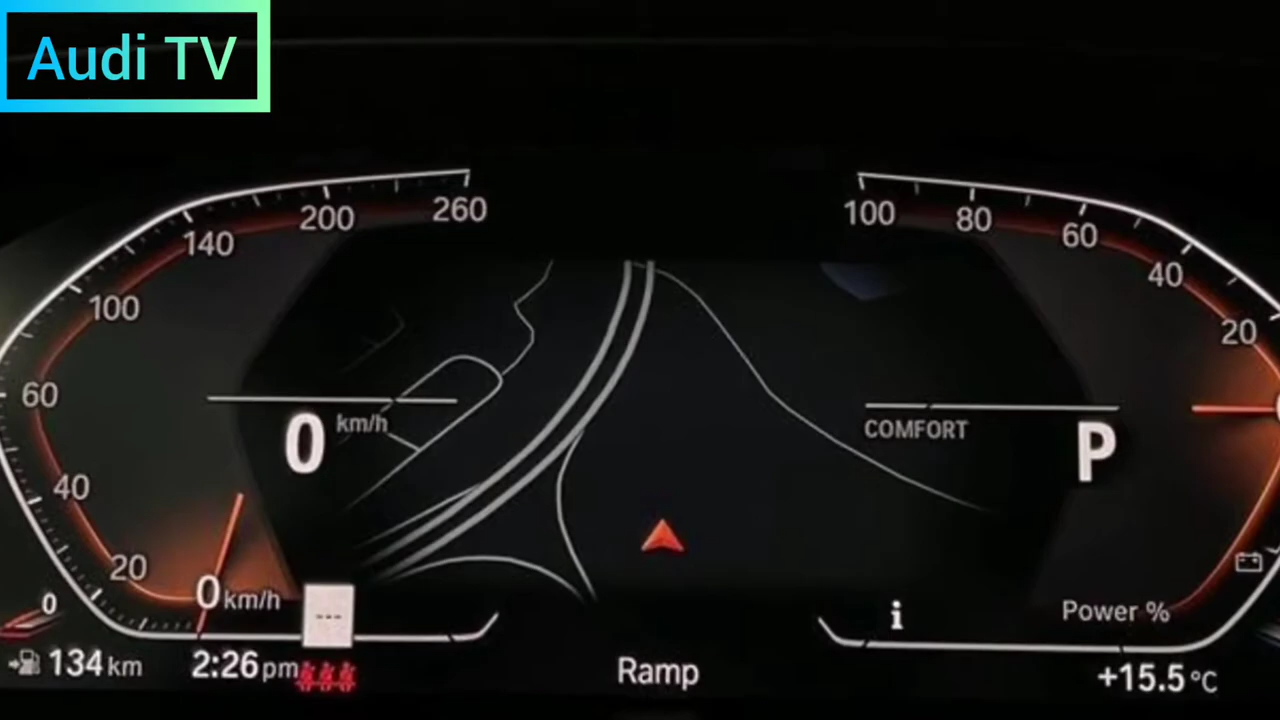 Audi TV
260
200
140
100
60
40
20
0 km/h
0 km/h
0
100
80
60
40
20
COMFORT
P
i
Power %
---
134 km
2:26 pm
Ramp
+15.5 °C